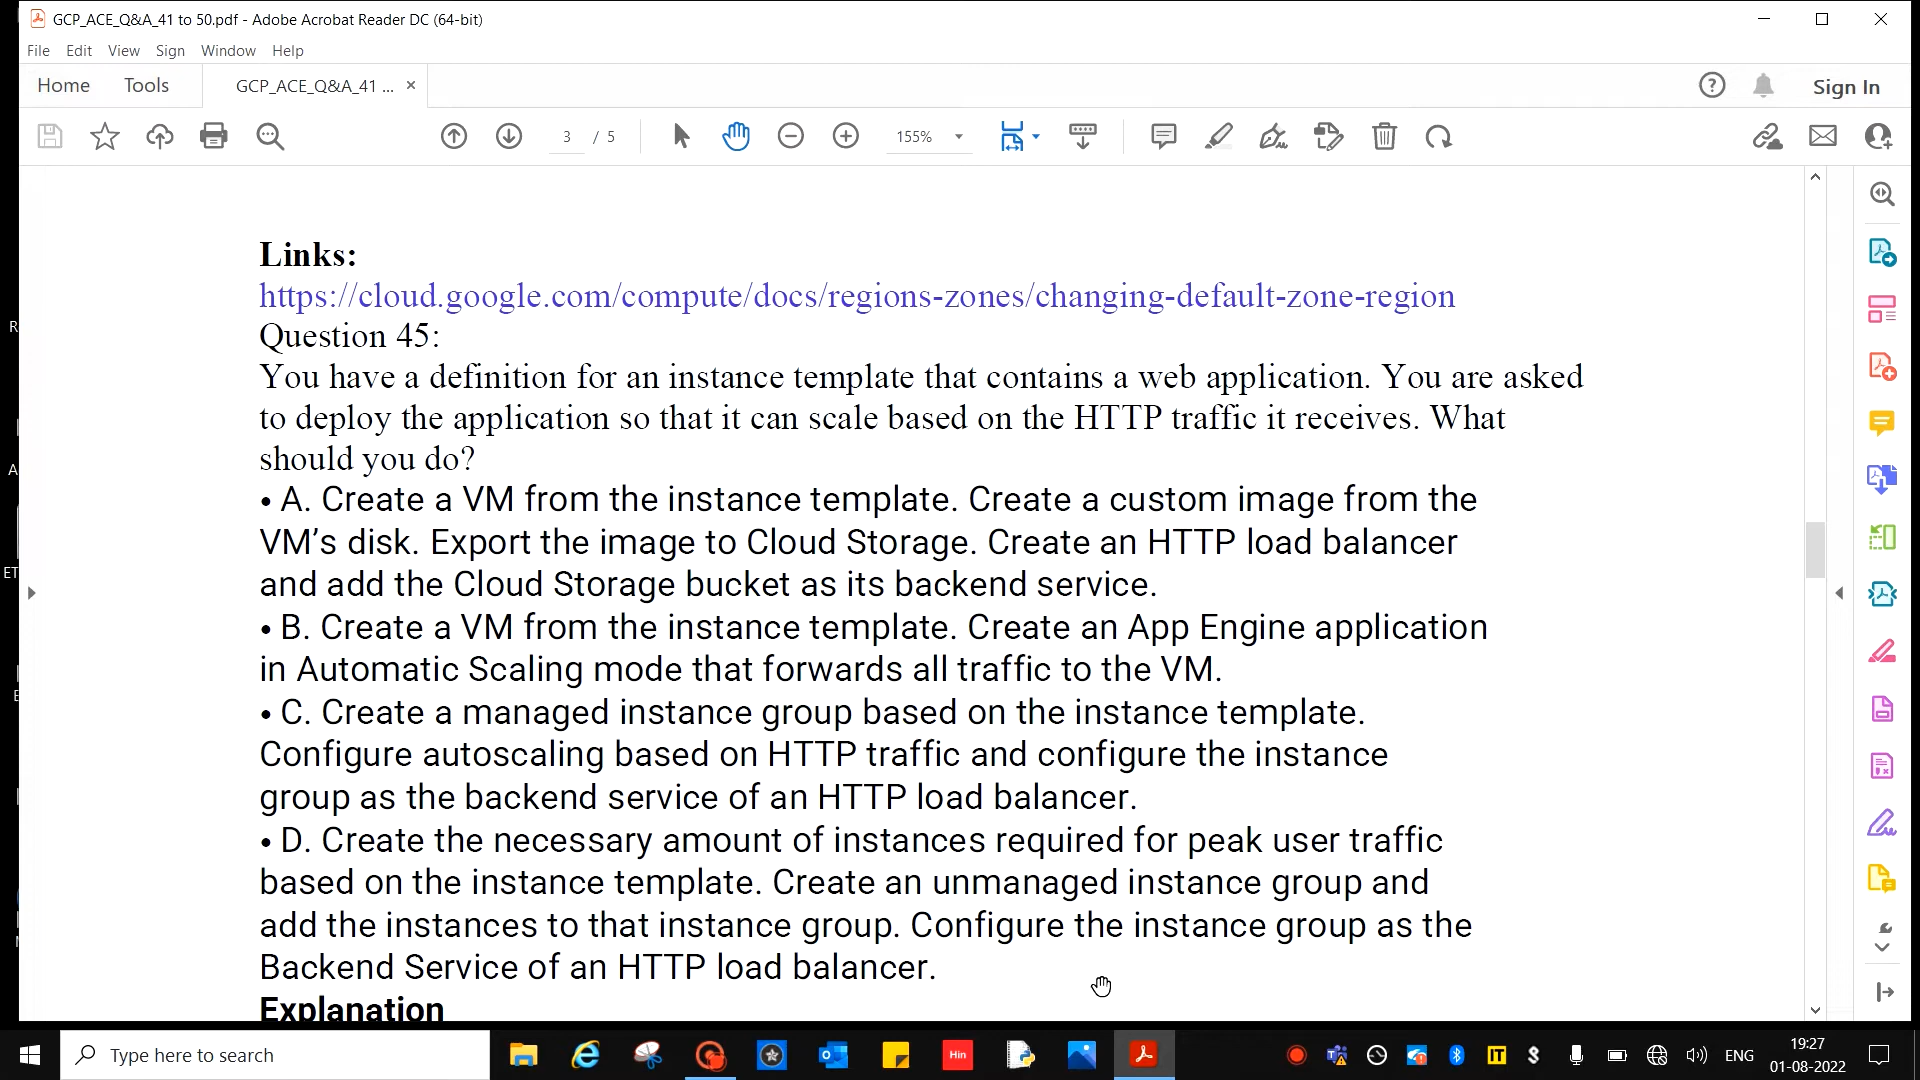 GCP_ACE_Q&A_41 to 50.pdf - Adobe Acrobat Reader DC (64-bit)
File Edit View Sign Window Help
Home Tools GCP_ACE_Q&A_41 ... × Sign In
3 / 5 155%
Links:
https://cloud.google.com/compute/docs/regions-zones/changing-default-zone-region
Question 45:
You have a definition for an instance template that contains a web application. You are asked
to deploy the application so that it can scale based on the HTTP traffic it receives. What
should you do?
• A. Create a VM from the instance template. Create a custom image from the
VM’s disk. Export the image to Cloud Storage. Create an HTTP load balancer
and add the Cloud Storage bucket as its backend service.
• B. Create a VM from the instance template. Create an App Engine application
in Automatic Scaling mode that forwards all traffic to the VM.
• C. Create a managed instance group based on the instance template.
Configure autoscaling based on HTTP traffic and configure the instance
group as the backend service of an HTTP load balancer.
• D. Create the necessary amount of instances required for peak user traffic
based on the instance template. Create an unmanaged instance group and
add the instances to that instance group. Configure the instance group as the
Backend Service of an HTTP load balancer.
Explanation
Type here to search
Hin
IT
ENG
19:27
01-08-2022